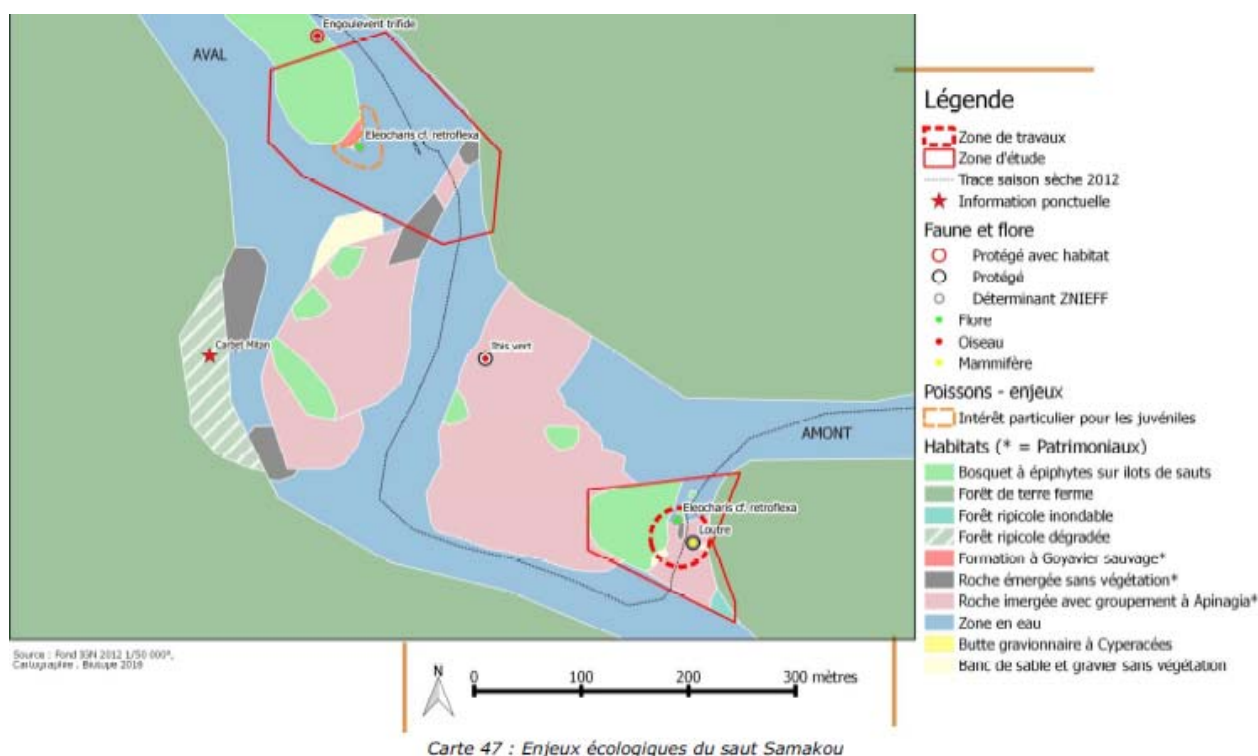 Engoulevent trifide
AVAL
Eleocharis cf. retroflexa
Carbet Mitan
Ibis vert
AMONT
Eleocharis cf. retroflexa
Loutre
Légende
Zone de travaux
Zone d'étude
Trace saison sèche 2012
Information ponctuelle
Faune et flore
Protégé avec habitat
Protégé
Déterminant ZNIEFF
Flore
Oiseau
Mammifère
Poissons - enjeux
Intérêt particulier pour les juvéniles
Habitats (* = Patrimoniaux)
Bosquet à épiphytes sur ilots de sauts
Forêt de terre ferme
Forêt ripicole inondable
Forêt ripicole dégradée
Formation à Goyavier sauvage*
Roche émergée sans végétation*
Roche imergée avec groupement à Apinagia*
Zone en eau
Butte gravionnaire à Cyperacées
Banc de sable et gravier sans végétation
Source : Fond IGN 2012 1/50 000°,
Cartographie : Biotope 2018
N
0 100 200 300 mètres
Carte 47 : Enjeux écologiques du saut Samakou